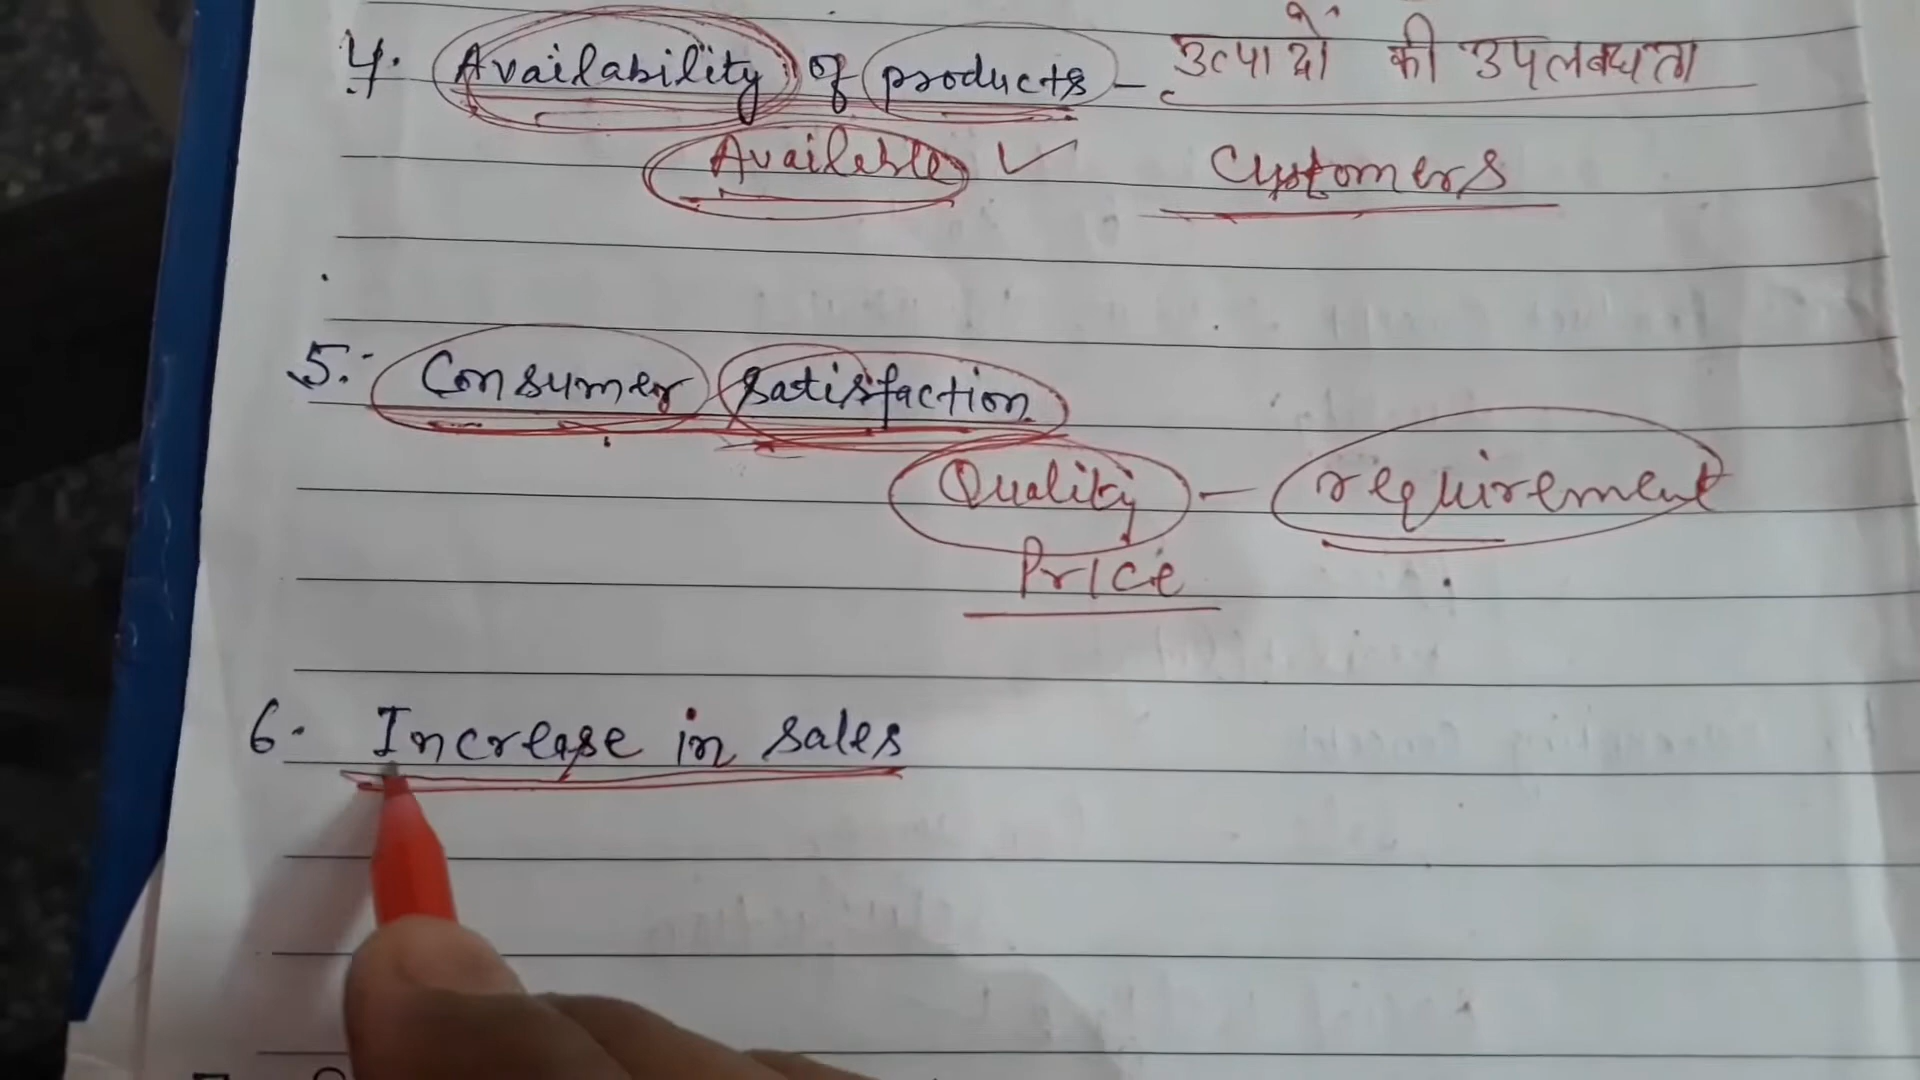 4. Availability of products - उत्पादों की उपलब्धता
Available ✓ Customers
5. Consumer satisfaction
Quality - requirement
Price
6. Increase in sales